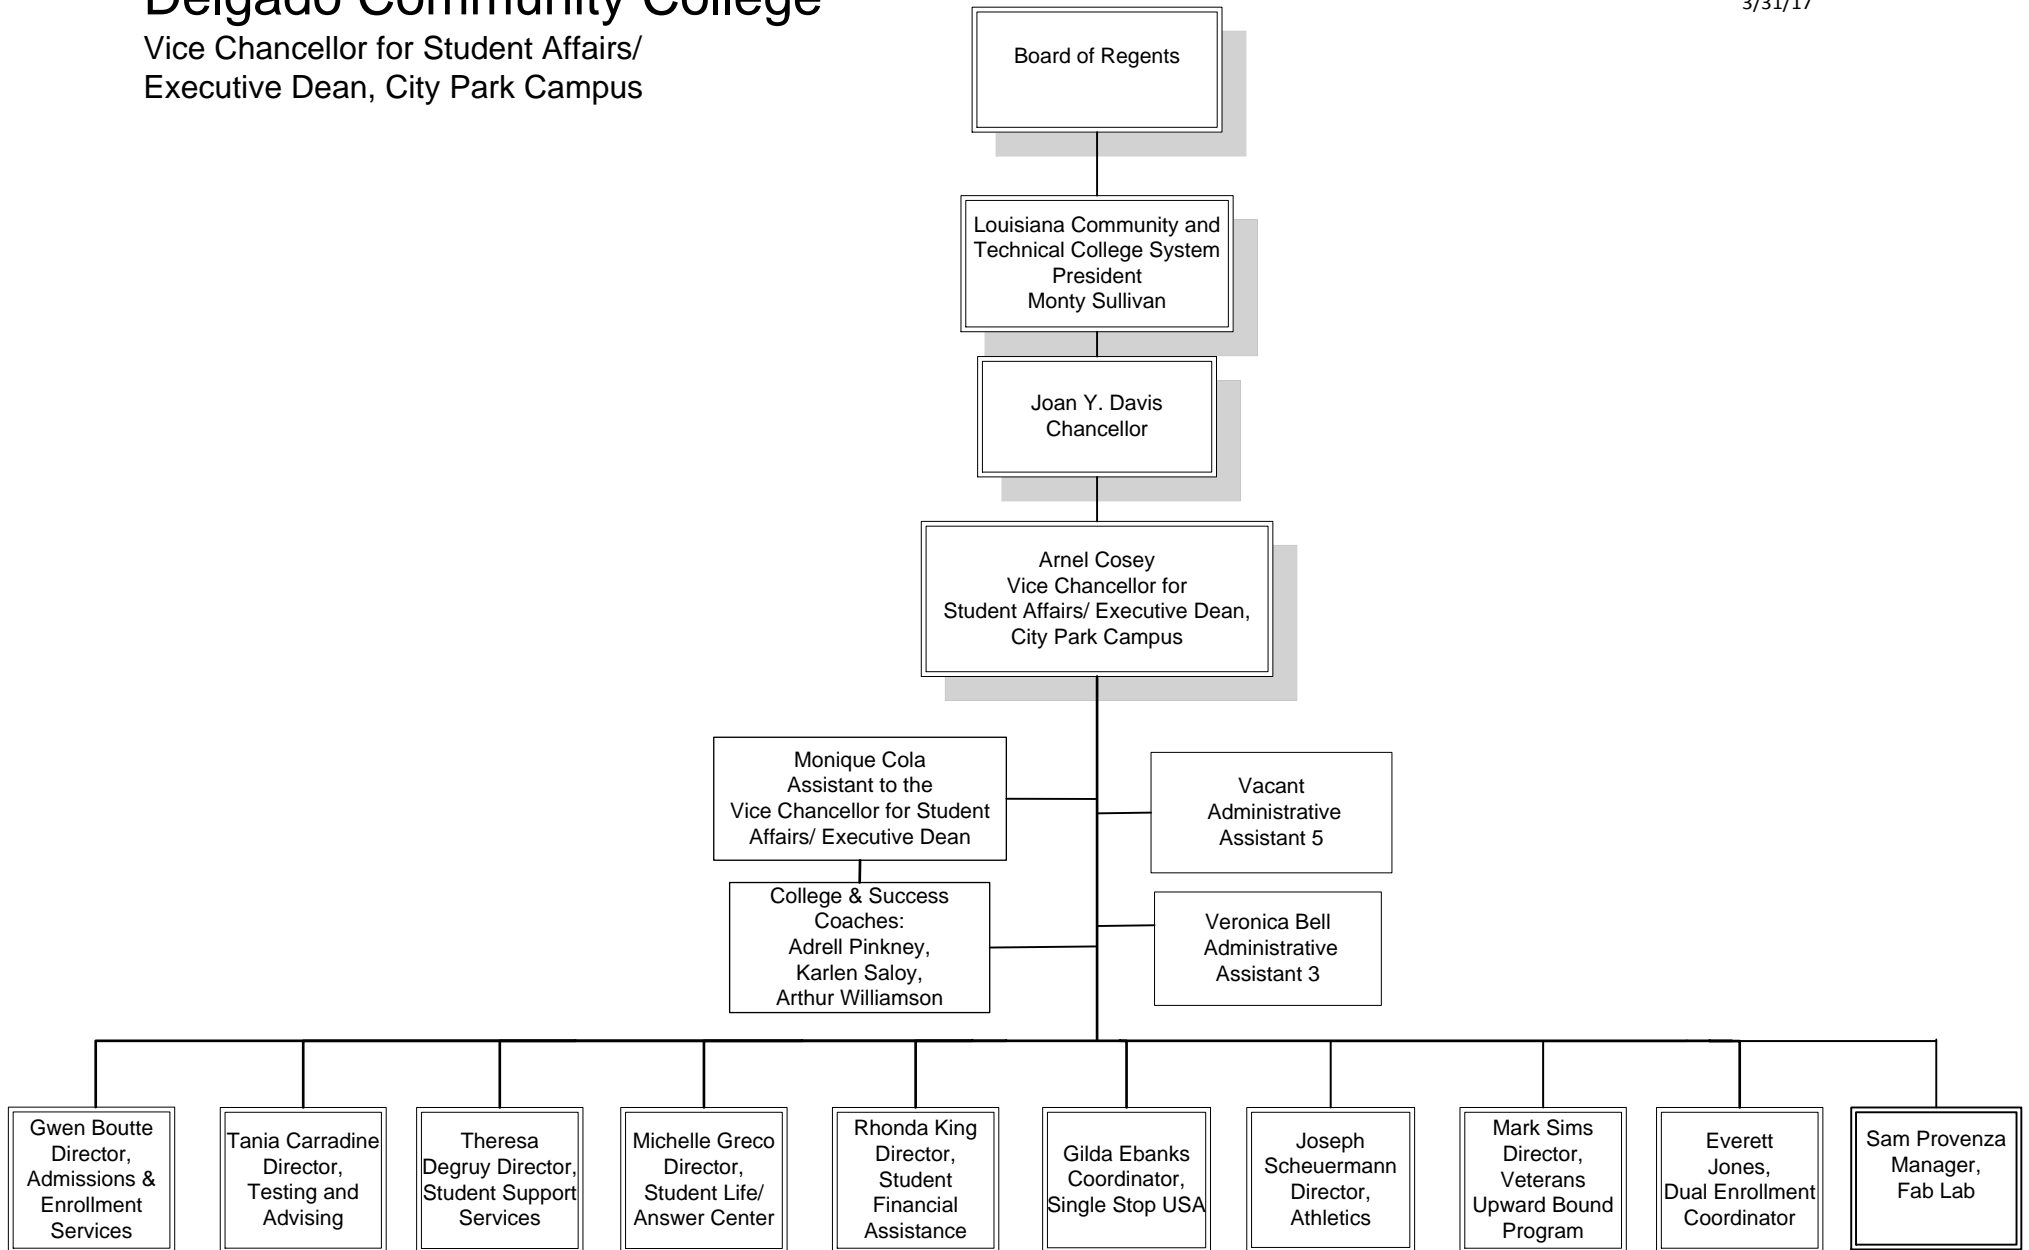 Delgado Community College
3/31/17
Vice Chancellor for Student Affairs/
Executive Dean, City Park Campus
Board of Regents
Louisiana Community and
Technical College System
President
Monty Sullivan
Joan Y. Davis
Chancellor
Arnel Cosey
Vice Chancellor for
Student Affairs/ Executive Dean,
City Park Campus
Monique Cola
Assistant to the
Vice Chancellor for Student
Affairs/ Executive Dean
Vacant
Administrative
Assistant 5
College & Success
Coaches:
Adrell Pinkney,
Karlen Saloy,
Arthur Williamson
Veronica Bell
Administrative
Assistant 3
Gwen Boutte
Director,
Admissions &
Enrollment
Services
Tania Carradine
Director,
Testing and
Advising
Theresa
Degruy Director,
Student Support
Services
Michelle Greco
Director,
Student Life/
Answer Center
Rhonda King
Director,
Student
Financial
Assistance
Gilda Ebanks
Coordinator,
Single Stop USA
Joseph
Scheuermann
Director,
Athletics
Mark Sims
Director,
Veterans
Upward Bound
Program
Everett
Jones,
Dual Enrollment
Coordinator
Sam Provenza
Manager,
Fab Lab